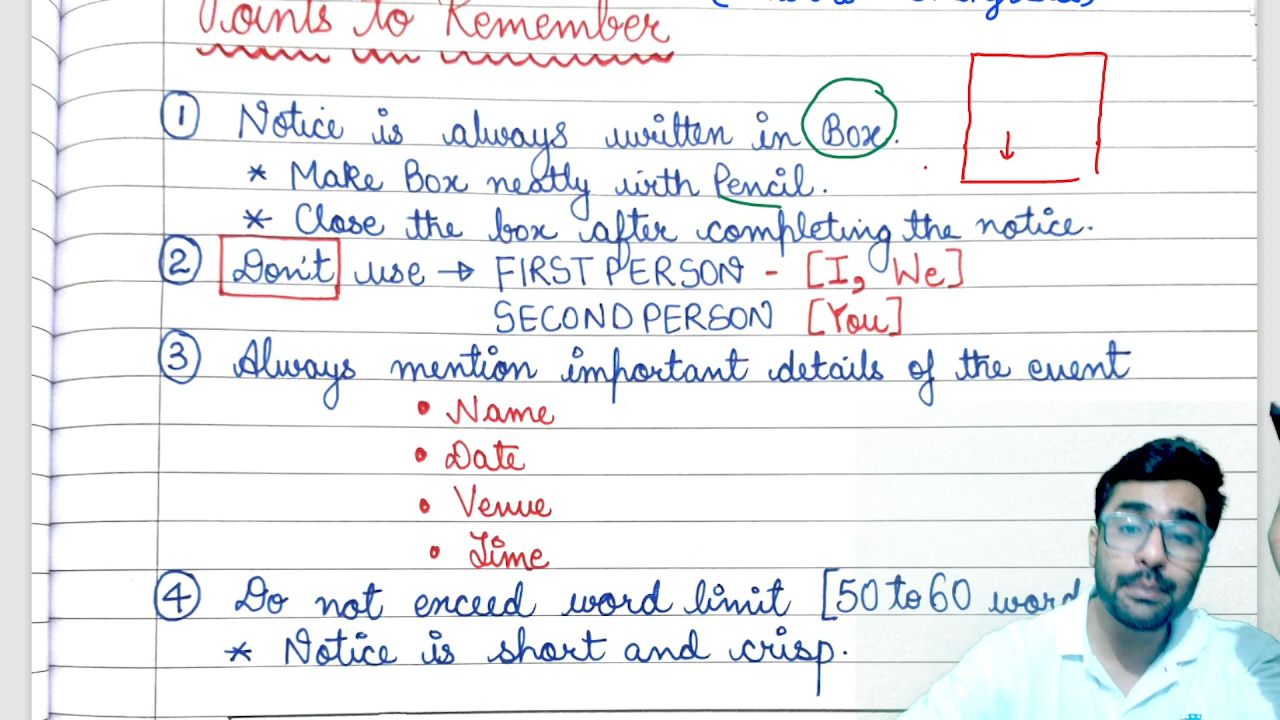 Points to Remember
① Notice is always written in Box.
* Make Box neatly with Pencil.
* Close the box after completing the notice.
② Don't use → FIRST PERSON - [I, We]
SECOND PERSON [You]
③ Always mention important details of the event
• Name
• Date
• Venue
• Time
④ Do not exceed word limit [50 to 60 word
* Notice is short and crisp.